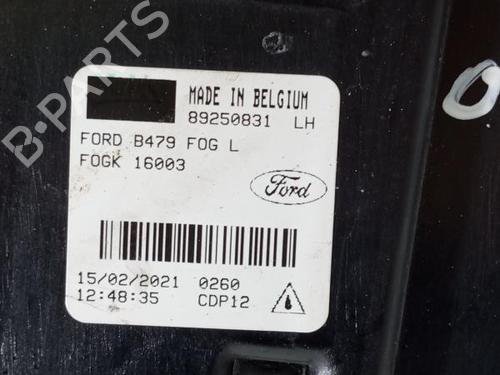 B-PARTS
MADE IN BELGIUM
89250831 LH
FORD B479 FOG L
FOGK 16003
Ford
15/02/2021 0260
12:48:35 CDP12